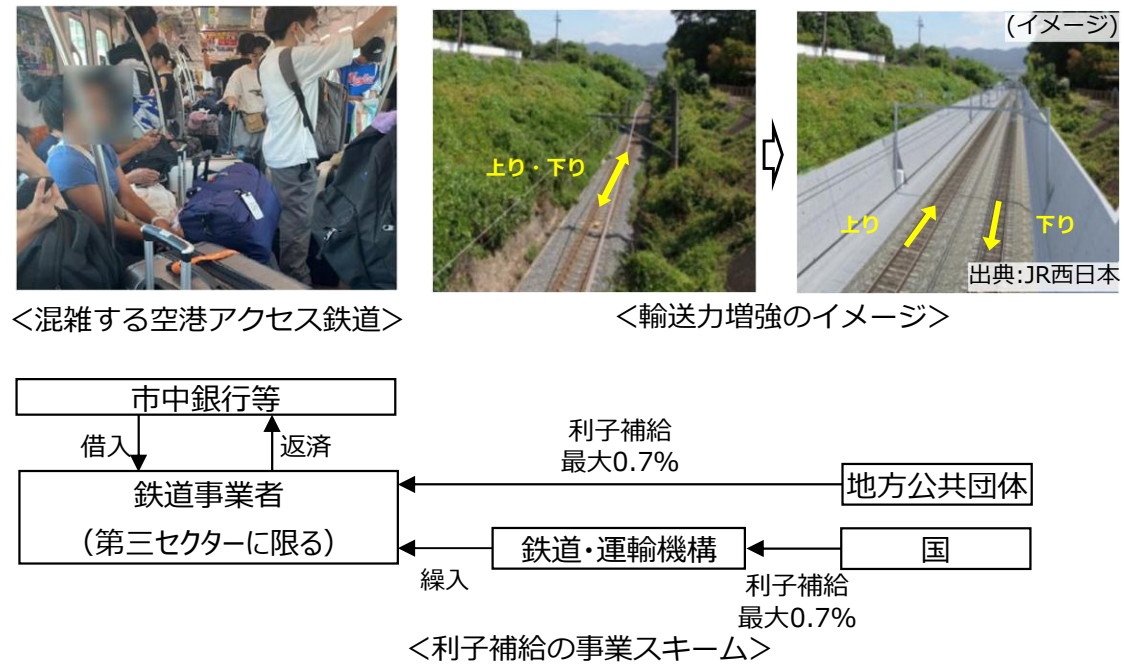 (イメージ)
上り・下り
上り
下り
出典:JR西日本
<混雑する空港アクセス鉄道>
<輸送力増強のイメージ>
市中銀行等
借入
返済
利子補給
最大0.7%
鉄道事業者
(第三セクターに限る)
地方公共団体
鉄道・運輸機構
国
繰入
利子補給
最大0.7%
<利子補給の事業スキーム>